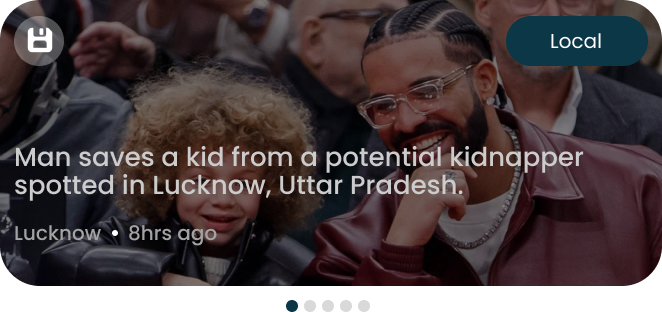 Local
Man saves a kid from a potential kidnapper
spotted in Lucknow, Uttar Pradesh.
Lucknow • 8hrs ago